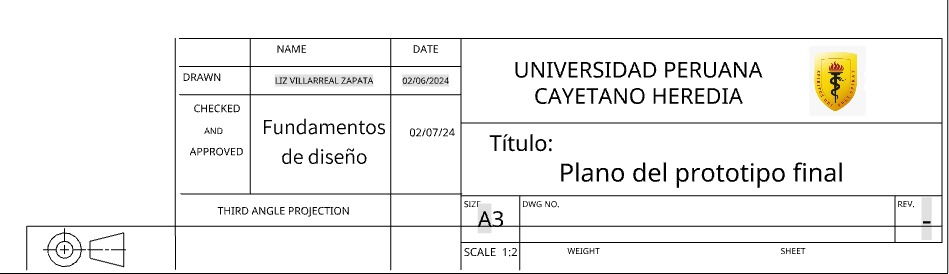 NAME DATE
DRAWN LIZ VILLARREAL ZAPATA 02/06/2024
CHECKED
AND
APPROVED
Fundamentos
de diseño
02/07/24
THIRD ANGLE PROJECTION
UNIVERSIDAD PERUANA
CAYETANO HEREDIA
Título:
Plano del prototipo final
SIZE
A3
DWG NO.
REV.
-
SCALE 1:2
WEIGHT
SHEET